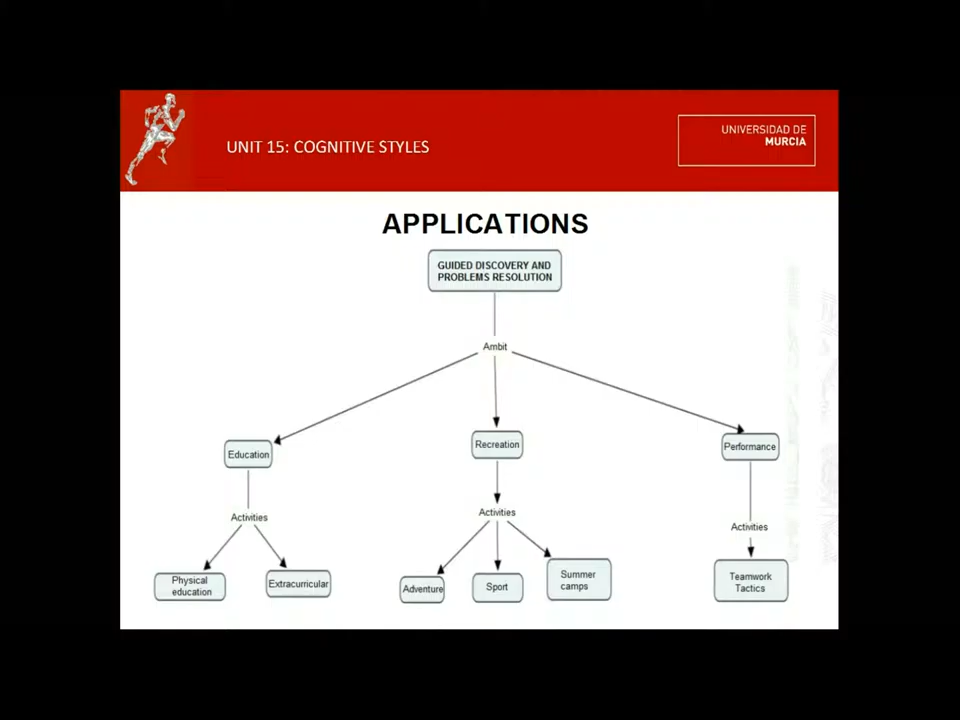 UNIT 15: COGNITIVE STYLES
UNIVERSIDAD DE
MURCIA
APPLICATIONS
GUIDED DISCOVERY AND
PROBLEMS RESOLUTION
Ambit
Education
Recreation
Performance
Activities
Activities
Activities
Physical
education
Extracurricular
Adventure
Sport
Summer
camps
Teamwork
Tactics